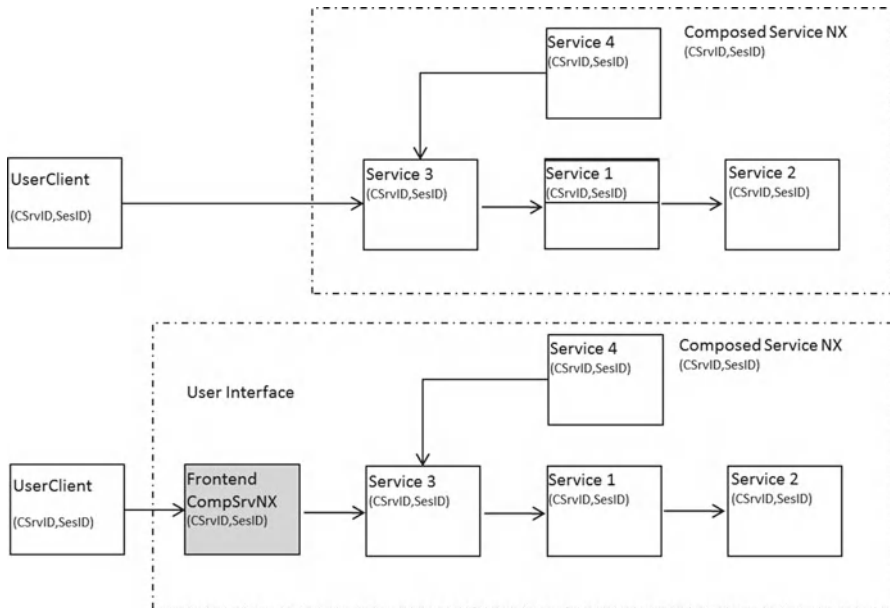 Service 4
(CSrvID,SesID)
Composed Service NX
(CSrvID,SesID)
UserClient
(CSrvID,SesID)
Service 3
(CSrvID,SesID)
Service 1
(CSrvID,SesID)
Service 2
(CSrvID,SesID)
Service 4
(CSrvID,SesID)
Composed Service NX
(CSrvID,SesID)
User Interface
UserClient
(CSrvID,SesID)
Frontend
CompSrvNX
(CSrvID,SesID)
Service 3
(CSrvID,SesID)
Service 1
(CSrvID,SesID)
Service 2
(CSrvID,SesID)